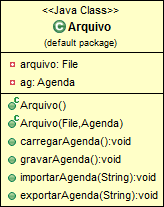 <<Java Class>>
Arquivo
(default package)
arquivo: File
ag: Agenda
Arquivo()
Arquivo(File,Agenda)
carregarAgenda():void
gravarAgenda():void
importarAgenda(String):void
exportarAgenda(String):void